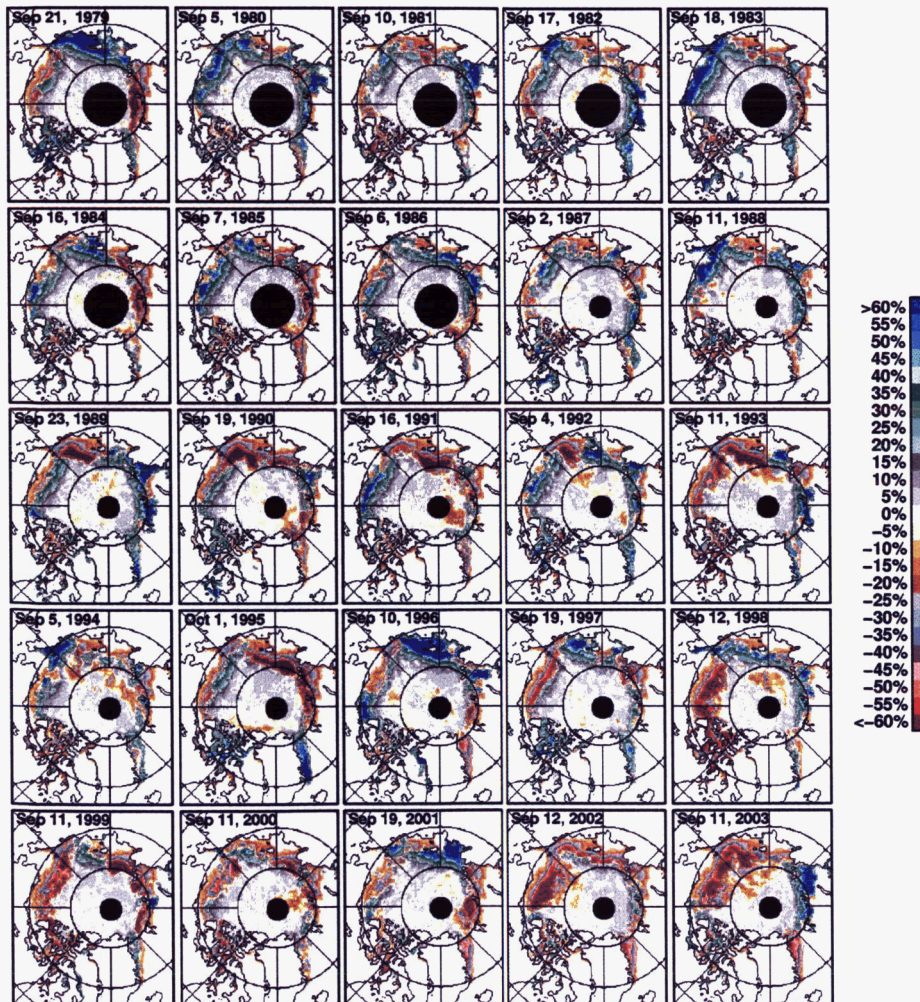 Sep 21, 1979
Sep 5, 1980
Sep 10, 1981
Sep 17, 1982
Sep 18, 1983
Sep 16, 1984
Sep 7, 1985
Sep 6, 1986
Sep 2, 1987
Sep 11, 1988
Sep 23, 1989
Sep 19, 1990
Sep 16, 1991
Sep 4, 1992
Sep 11, 1993
Sep 5, 1994
Oct 1, 1995
Sep 10, 1996
Sep 19, 1997
Sep 12, 1998
Sep 11, 1999
Sep 11, 2000
Sep 19, 2001
Sep 12, 2002
Sep 11, 2003
>60%
55%
50%
45%
40%
35%
30%
25%
20%
15%
10%
5%
0%
−5%
−10%
−15%
−20%
−25%
−30%
−35%
−40%
−45%
−50%
−55%
<−60%